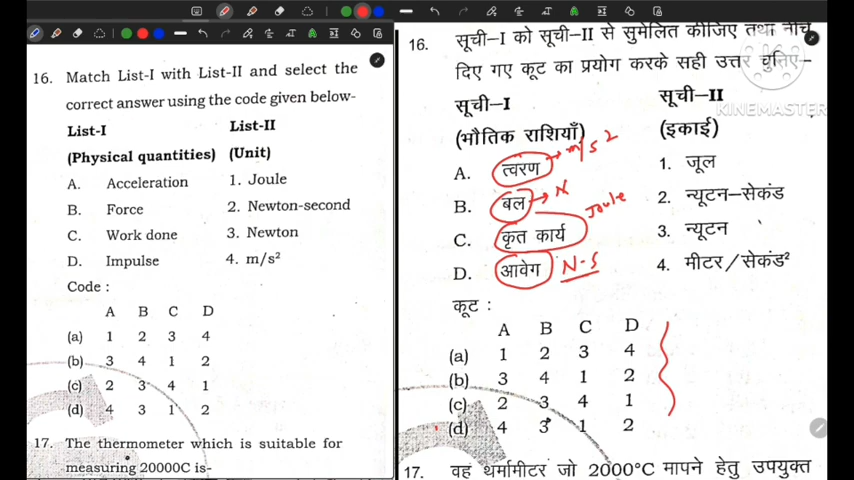 16. Match List-I with List-II and select the
correct answer using the code given below-
List-I List-II
(Physical quantities) (Unit)
A. Acceleration 1. Joule
B. Force 2. Newton-second
C. Work done 3. Newton
D. Impulse 4. m/s²
Code :
A B C D
(a) 1 2 3 4
(b) 3 4 1 2
(c) 2 3 4 1
(d) 4 3 1 2
17. The thermometer which is suitable for
measuring 20000C is-
16. सूची-I को सूची-II से सुमेलित कीजिए तथा नीचे
दिए गए कूट का प्रयोग करके सही उत्तर चुनिए-
KINEMASTER
सूची-I सूची-II
(भौतिक राशियाँ) (इकाई)
A. त्वरण → m/s² 1. जूल
B. बल → N 2. न्यूटन-सेकंड
C. कृत कार्य Joule 3. न्यूटन
D. आवेग N-S 4. मीटर/सेकंड²
कूट :
A B C D
(a) 1 2 3 4
(b) 3 4 1 2
(c) 2 3 4 1
(d) 4 3 1 2
17. वह थर्मामीटर जो 2000°C मापने हेतु उपयुक्त